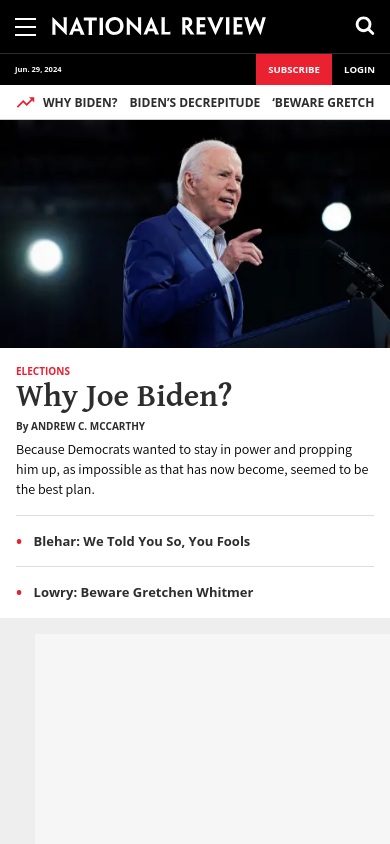 NATIONAL REVIEW
Jun. 29, 2024
SUBSCRIBE
LOGIN
WHY BIDEN? BIDEN’S DECREPITUDE ‘BEWARE GRETCH
ELECTIONS
Why Joe Biden?
By ANDREW C. MCCARTHY
Because Democrats wanted to stay in power and propping
him up, as impossible as that has now become, seemed to be
the best plan.
• Blehar: We Told You So, You Fools
• Lowry: Beware Gretchen Whitmer